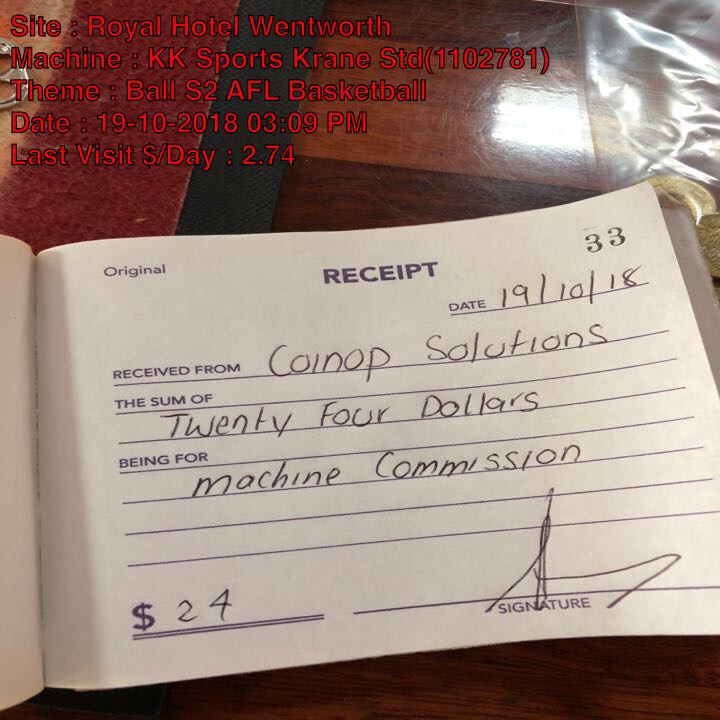 Site : Royal Hotel Wentworth
Machine : KK Sports Krane Std(1102781)
Theme : Ball S2 AFL Basketball
Date : 19-10-2018 03:09 PM
Last Visit $/Day : 2.74
33
Original
RECEIPT
DATE 19/10/18
RECEIVED FROM Coinop Solutions
THE SUM OF
Twenty Four Dollars
BEING FOR
machine Commission
$ 24
SIGNATURE